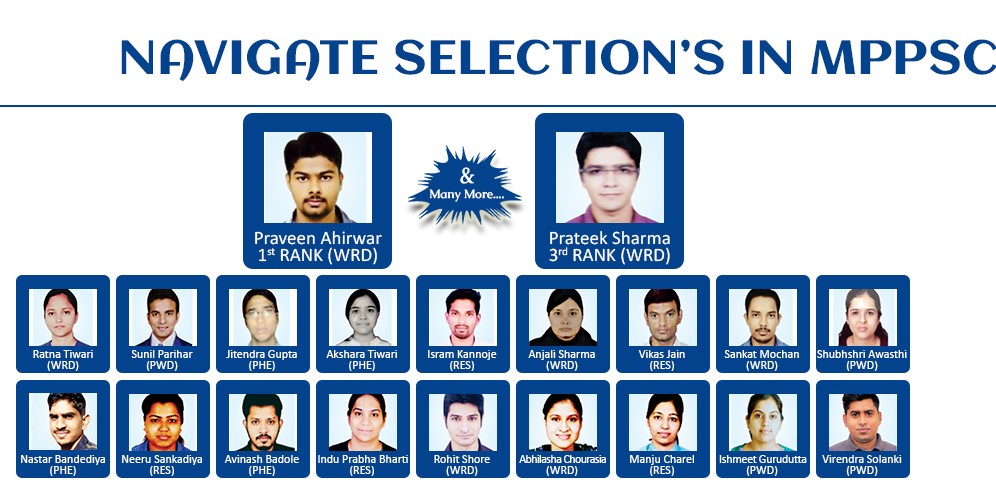 NAVIGATE SELECTION'S IN MPPSC
Praveen Ahirwar
1st RANK (WRD)
&
Many More....
Prateek Sharma
3rd RANK (WRD)
Ratna Tiwari
(WRD)
Sunil Parihar
(PWD)
Jitendra Gupta
(PHE)
Akshara Tiwari
(PHE)
Isram Kannoje
(RES)
Anjali Sharma
(WRD)
Vikas Jain
(RES)
Sankat Mochan
(WRD)
Shubhshri Awasthi
(PWD)
Nastar Bandediya
(PHE)
Neeru Sankadiya
(RES)
Avinash Badole
(PHE)
Indu Prabha Bharti
(RES)
Rohit Shore
(WRD)
Abhilasha Chourasia
(WRD)
Manju Charel
(RES)
Ishmeet Gurudutta
(PWD)
Virendra Solanki
(PWD)